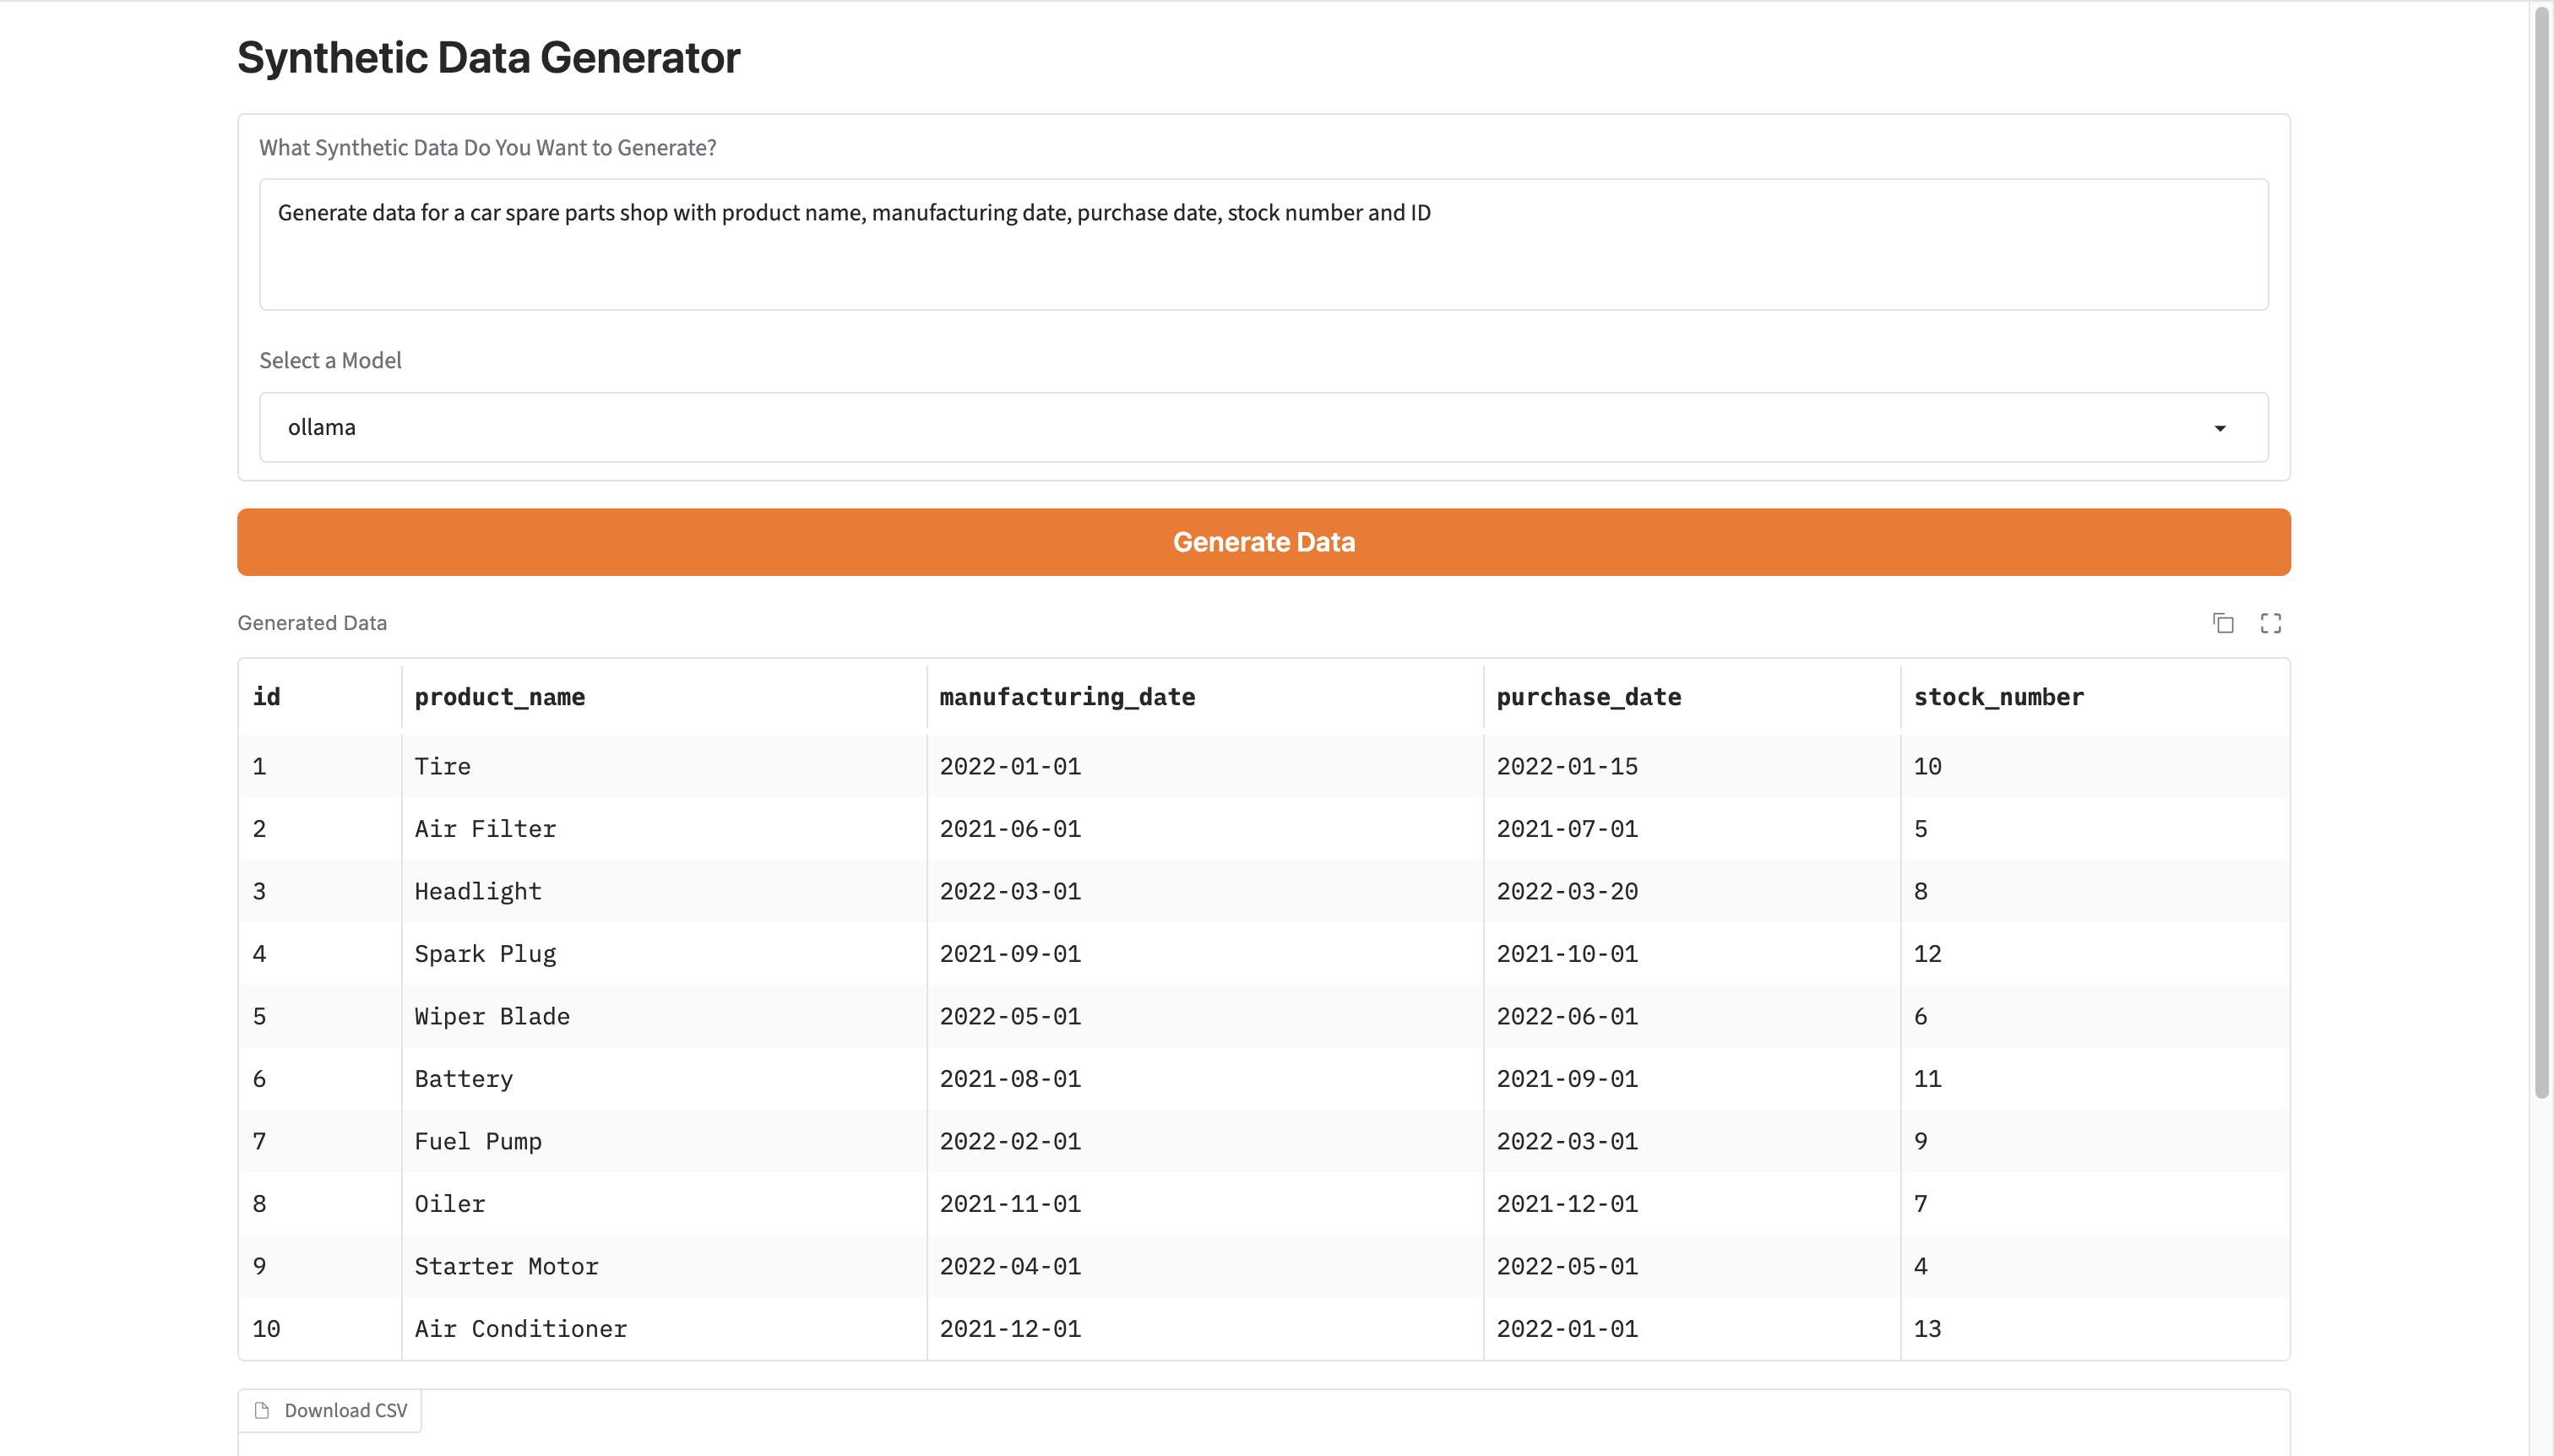 Synthetic Data Generator
What Synthetic Data Do You Want to Generate?
Generate data for a car spare parts shop with product name, manufacturing date, purchase date, stock number and ID
Select a Model
ollama
Generate Data
Generated Data
id product_name manufacturing_date purchase_date stock_number
1 Tire 2022-01-01 2022-01-15 10
2 Air Filter 2021-06-01 2021-07-01 5
3 Headlight 2022-03-01 2022-03-20 8
4 Spark Plug 2021-09-01 2021-10-01 12
5 Wiper Blade 2022-05-01 2022-06-01 6
6 Battery 2021-08-01 2021-09-01 11
7 Fuel Pump 2022-02-01 2022-03-01 9
8 Oiler 2021-11-01 2021-12-01 7
9 Starter Motor 2022-04-01 2022-05-01 4
10 Air Conditioner 2021-12-01 2022-01-01 13
Download CSV